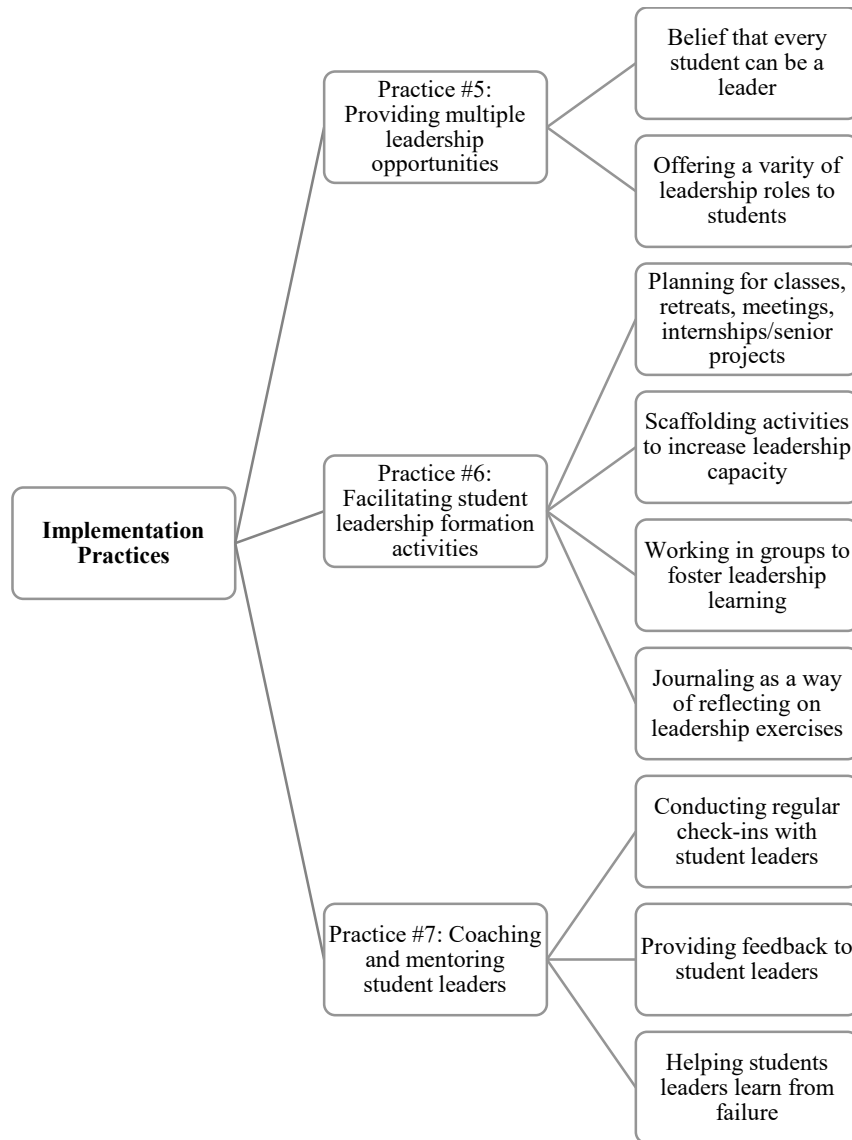 Implementation
Practices
Practice #5:
Providing multiple
leadership
opportunities
Belief that every
student can be a
leader
Offering a varity of
leadership roles to
students
Practice #6:
Facilitating student
leadership formation
activities
Planning for classes,
retreats, meetings,
internships/senior
projects
Scaffolding activities
to increase leadership
capacity
Working in groups to
foster leadership
learning
Journaling as a way
of reflecting on
leadership exercises
Practice #7: Coaching
and mentoring
student leaders
Conducting regular
check-ins with
student leaders
Providing feedback to
student leaders
Helping students
leaders learn from
failure